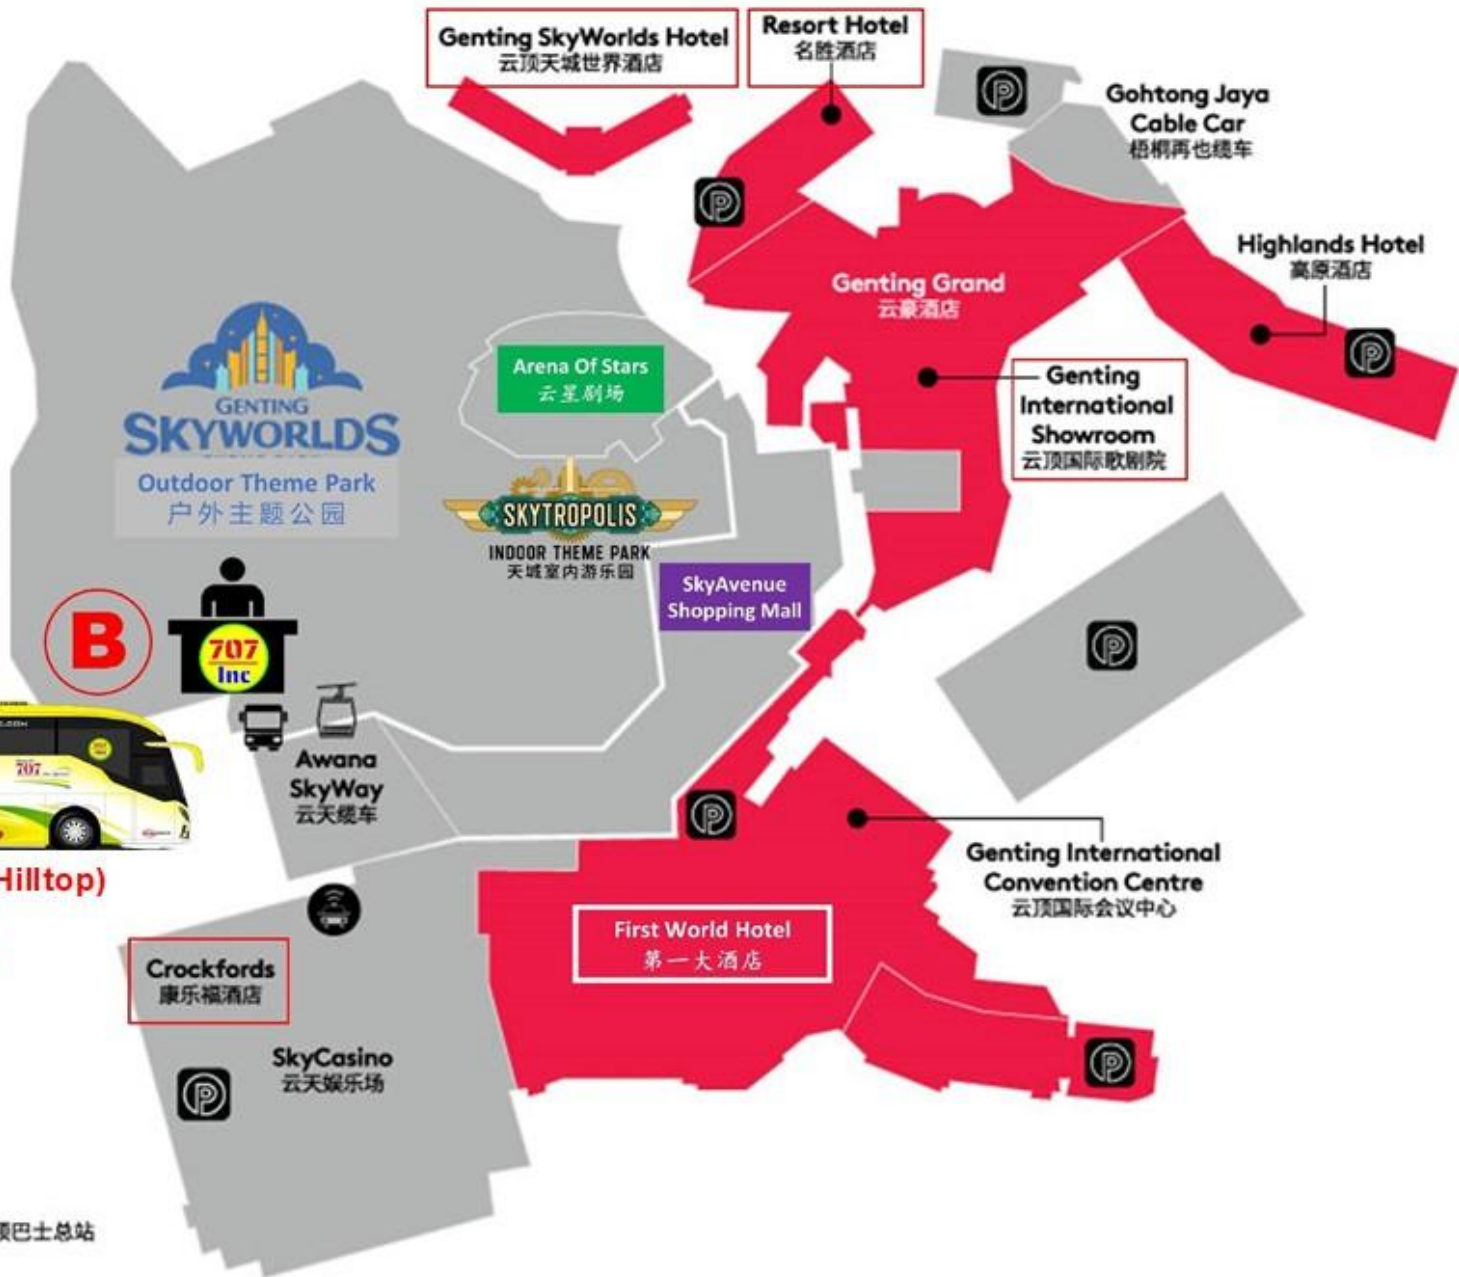 Genting SkyWorlds Hotel
云顶天城世界酒店
Resort Hotel
名胜酒店
Gohtong Jaya
Cable Car
梧桐再也缆车
Highlands Hotel
高原酒店
Genting Grand
云豪酒店
Arena Of Stars
云星剧场
Genting
International
Showroom
云顶国际歌剧院
GENTING
SKYWORLDS
Outdoor Theme Park
户外主题公园
SKYTROPOLIS
INDOOR THEME PARK
天城室内游乐园
SkyAvenue
Shopping Mall
B
707
Inc
707
Awana
SkyWay
云天缆车
Hilltop)
Genting International
Convention Centre
云顶国际会议中心
First World Hotel
第一大酒店
Crockfords
康乐福酒店
SkyCasino
云天娱乐场
巴士总站